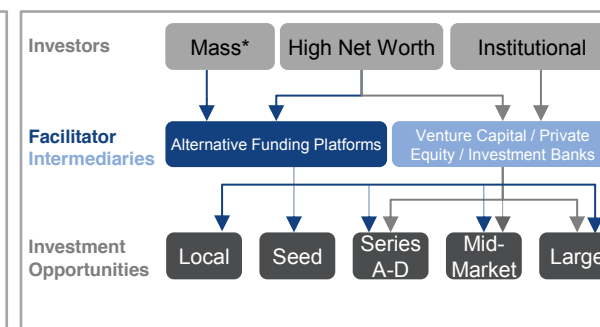 Investors
Mass*
High Net Worth
Institutional
Facilitator
Intermediaries
Alternative Funding Platforms
Venture Capital / Private
Equity / Investment Banks
Investment
Opportunities
Local
Seed
Series
A-D
Mid-
Market
Large